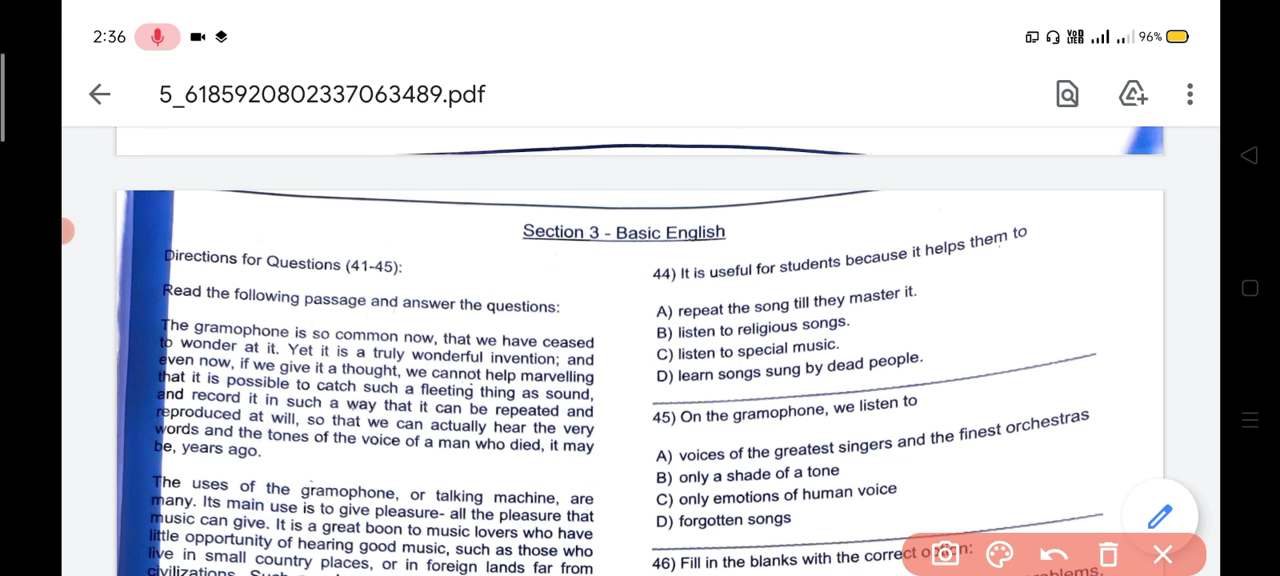 2:36
VoD LTE2 96%
5_6185920802337063489.pdf
Section 3 - Basic English
Directions for Questions (41-45):
Read the following passage and answer the questions:
The gramophone is so common now, that we have ceased
to wonder at it. Yet it is a truly wonderful invention; and
even now, if we give it a thought, we cannot help marvelling
that it is possible to catch such a fleeting thing as sound,
and record it in such a way that it can be repeated and
reproduced at will, so that we can actually hear the very
words and the tones of the voice of a man who died, it may
be, years ago.
The uses of the gramophone, or talking machine, are
many. Its main use is to give pleasure- all the pleasure that
music can give. It is a great boon to music lovers who have
little opportunity of hearing good music, such as those who
live in small country places, or in foreign lands far from
civilizations.
44) It is useful for students because it helps them to
A) repeat the song till they master it.
B) listen to religious songs.
C) listen to special music.
D) learn songs sung by dead people.
45) On the gramophone, we listen to
A) voices of the greatest singers and the finest orchestras
B) only a shade of a tone
C) only emotions of human voice
D) forgotten songs
46) Fill in the blanks with the correct